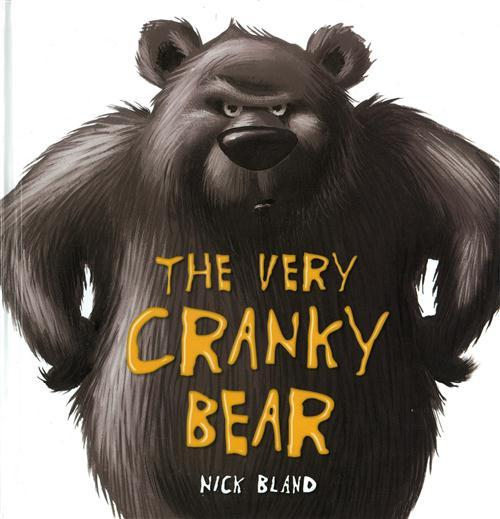 THE VERY
CRANKY
BEAR
NICK BLAND